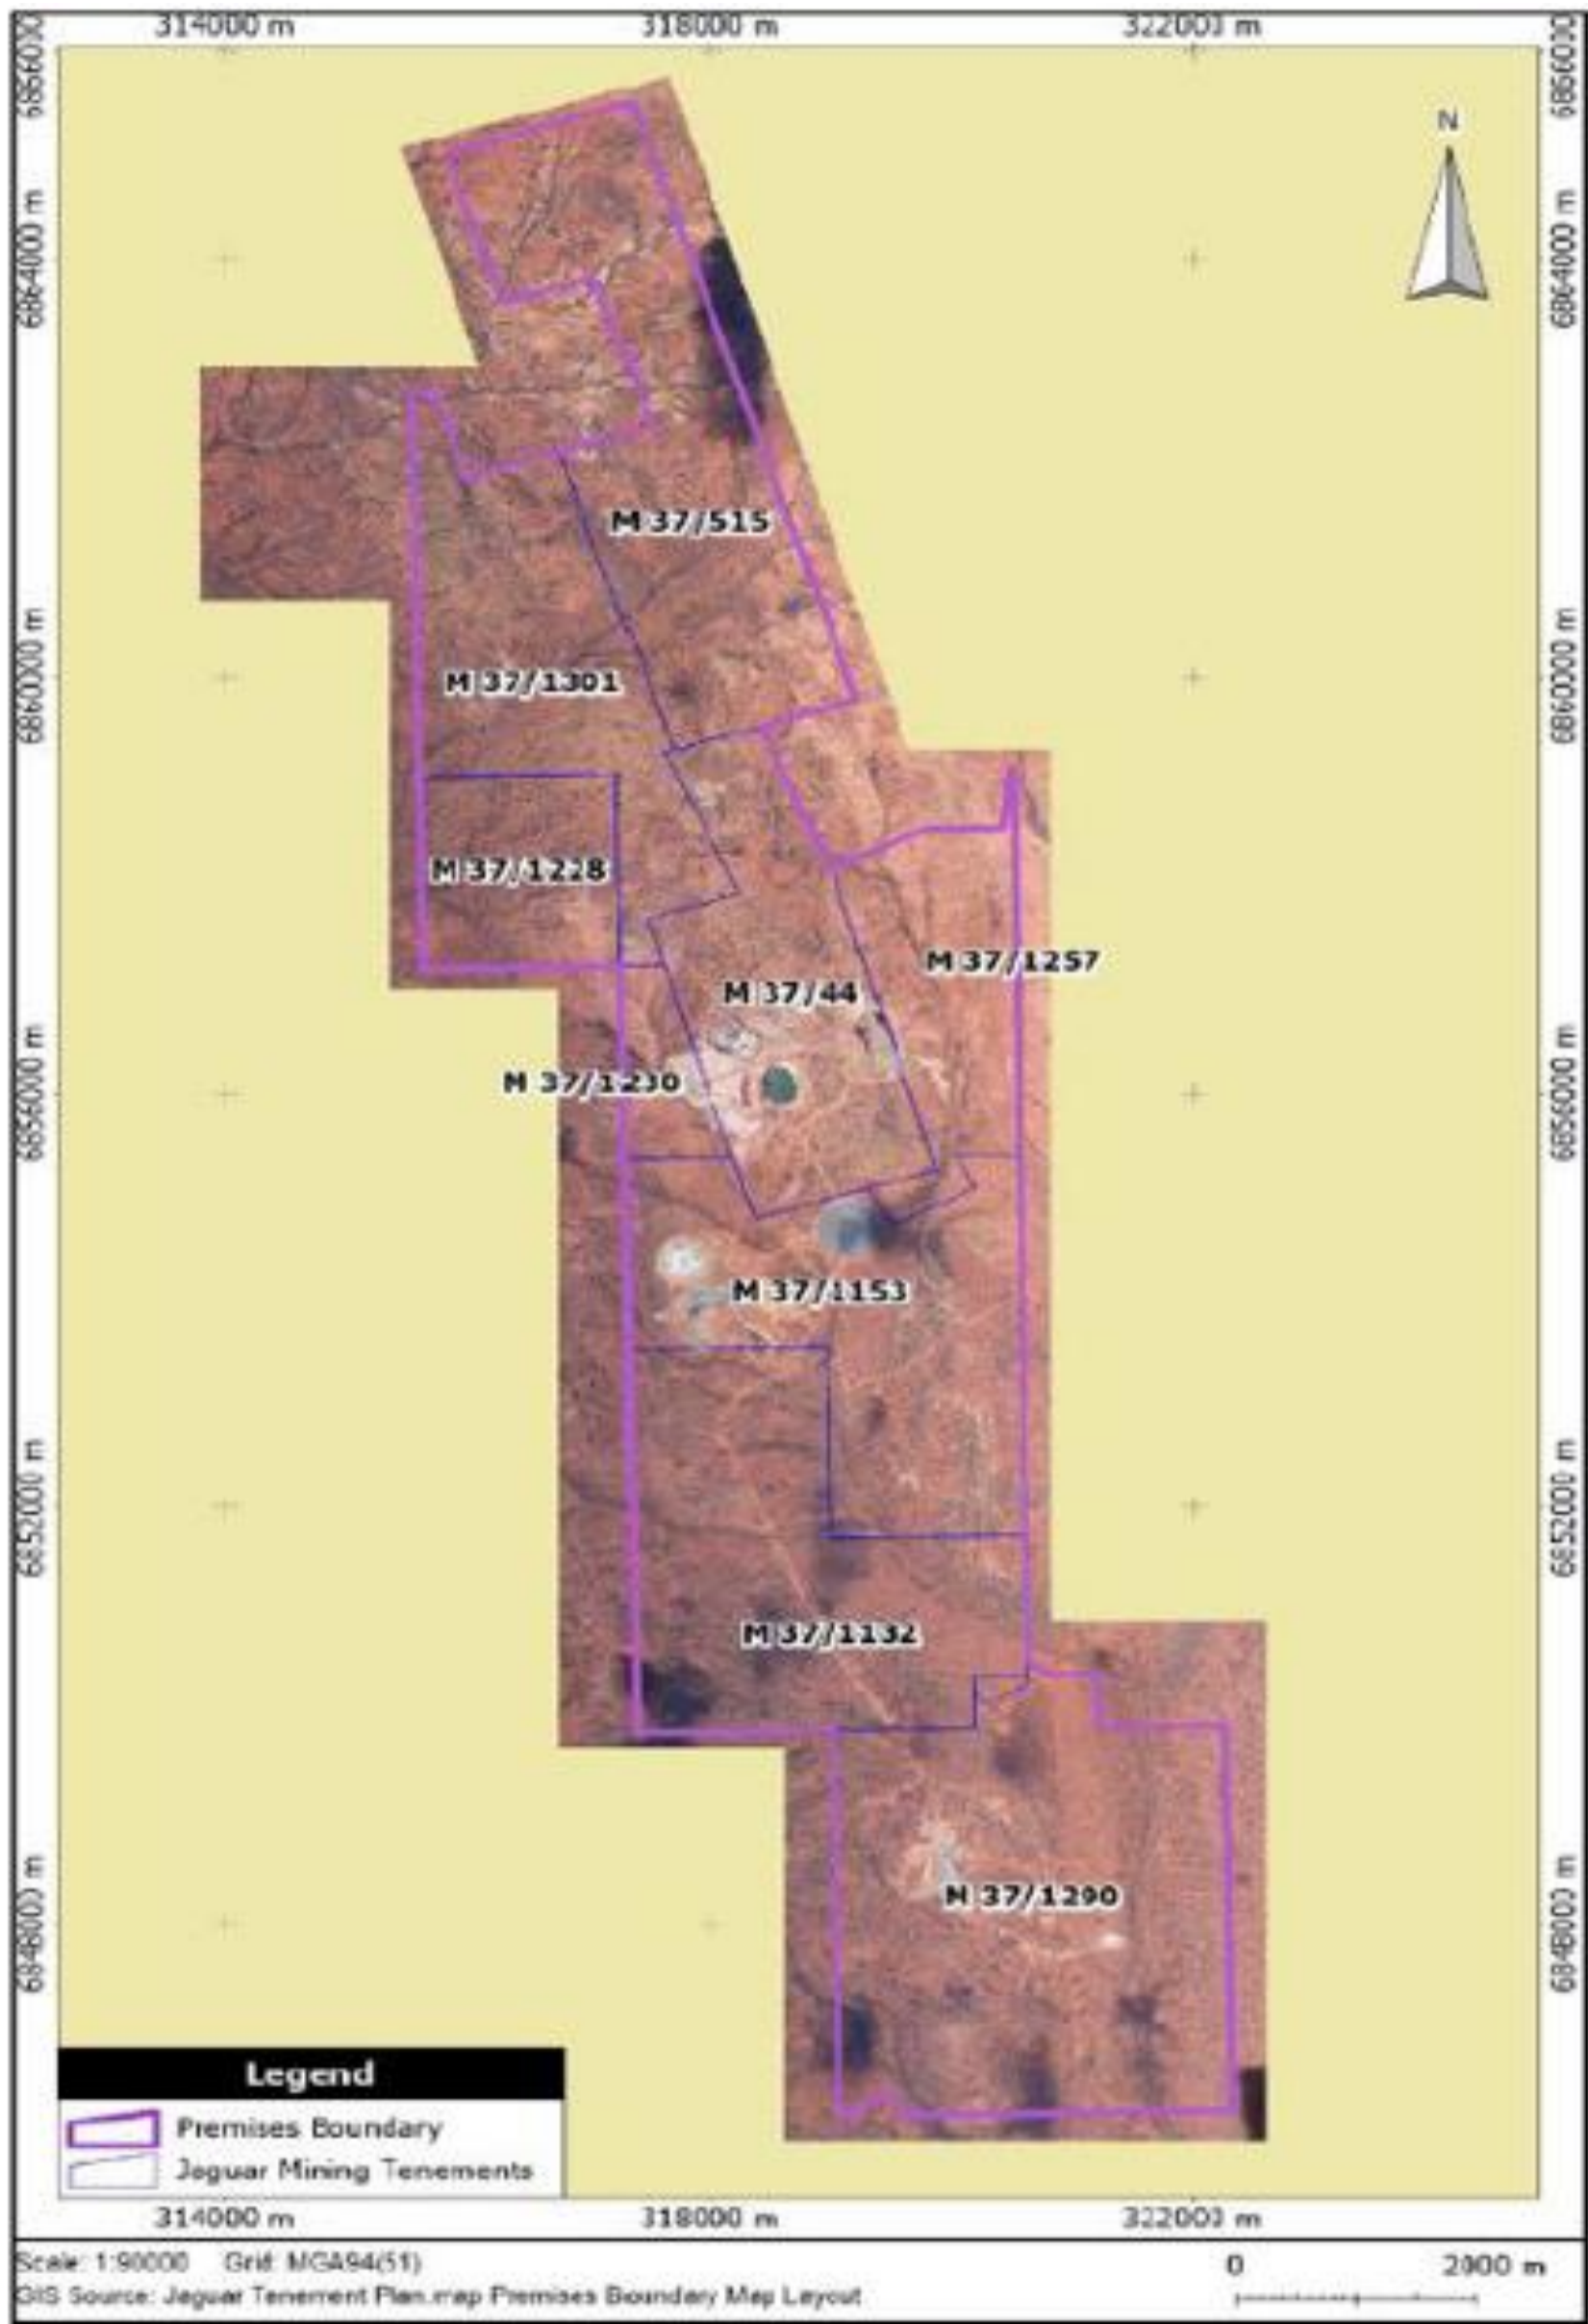 314000 m 318000 m 322000 m
6864000 m 6864000 m
N
M 37/515
6860000 m 6860000 m
M 37/1301
M 37/1228
M 37/1257
M 37/44
M 37/1230
6856000 m 6856000 m
M 37/1153
6852000 m 6852000 m
M 37/1132
M 37/1290
6848000 m 6848000 m
Legend
Premises Boundary
Jaguar Mining Tenements
314000 m 318000 m 322000 m
Scale: 1:90000 Grid: MGA94(51) 0 2000 m
GIS Source: Jaguar Tenement Plan.map Premises Boundary Map Layout